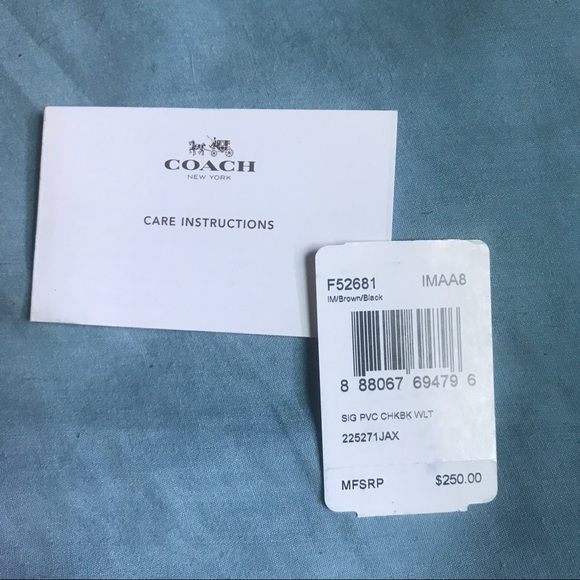 COACH
NEW YORK
CARE INSTRUCTIONS
F52681 IMAA8
IM/Brown/Black
8 88067 69479 6
SIG PVC CHKBK WLT
225271JAX
MFSRP $250.00